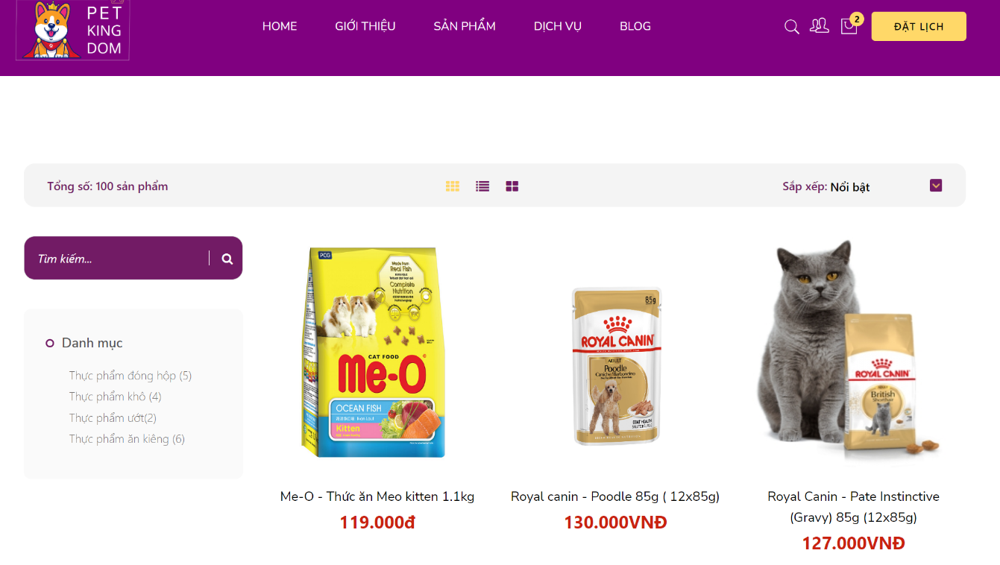 PET
KING
DOM
HOME
GIỚI THIỆU
SẢN PHẨM
DỊCH VỤ
BLOG
2
ĐẶT LỊCH
Tổng số: 100 sản phẩm
Sắp xếp: Nổi bật
Tìm kiếm...
Danh mục
Thực phẩm đóng hộp (5)
Thực phẩm khô (4)
Thực phẩm ướt(2)
Thực phẩm ăn kiêng (6)
PCG
Made from
Real Fish
Complete
Nutrition
CAT FOOD
Me-O
OCEAN FISH
Kitten
Me-O - Thức ăn Meo kitten 1.1kg
119.000đ
85g
ROYAL CANIN
ADULT
Poodle
COAT HEALTH
Royal canin - Poodle 85g ( 12x85g)
130.000VNĐ
ROYAL CANIN
British
Shorthair
Royal Canin - Pate Instinctive
(Gravy) 85g (12x85g)
127.000VNĐ